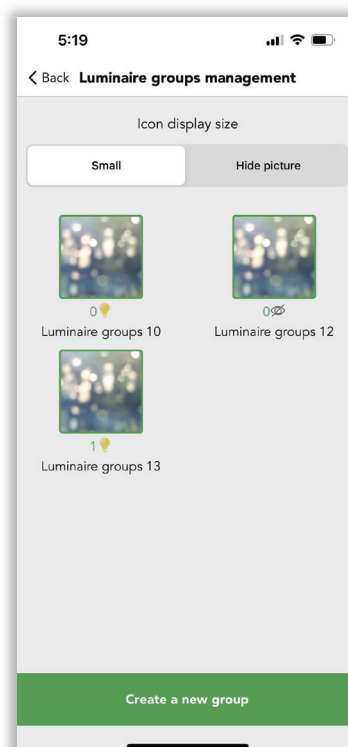 5:19
Back Luminaire groups management
Icon display size
Small Hide picture
0 0
Luminaire groups 10 Luminaire groups 12
1
Luminaire groups 13
Create a new group